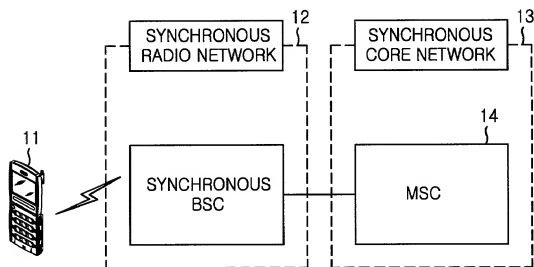 12
SYNCHRONOUS
RADIO NETWORK
13
SYNCHRONOUS
CORE NETWORK
11
14
SYNCHRONOUS
BSC
MSC